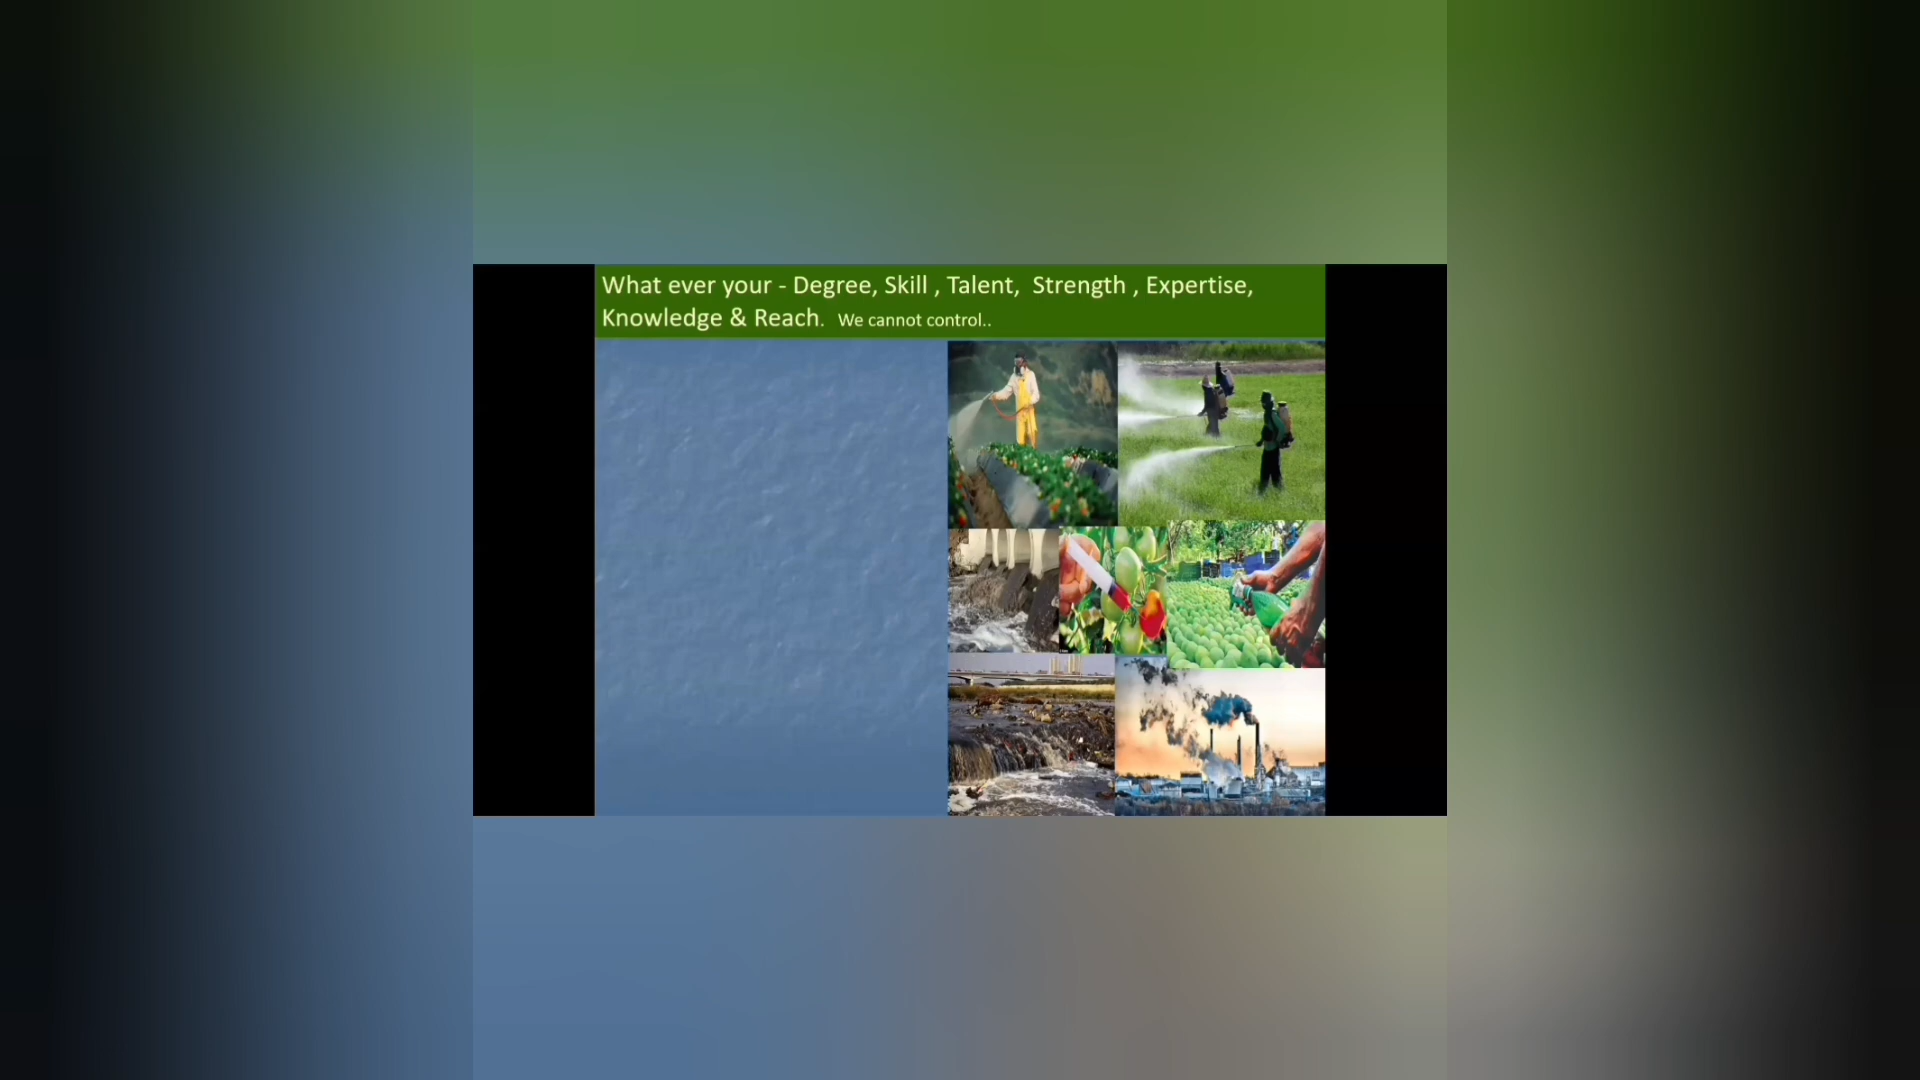 What ever your - Degree, Skill , Talent,  Strength , Expertise,
Knowledge & Reach.  We cannot control..